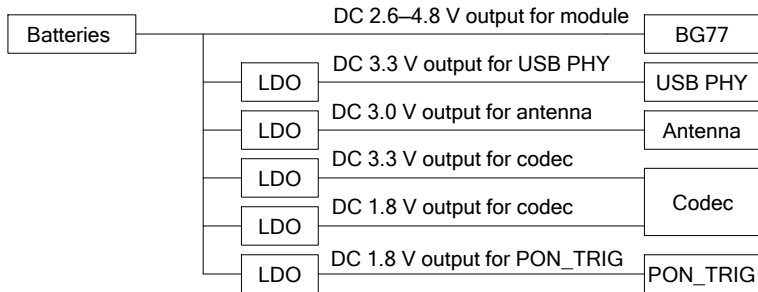 DC 2.6–4.8 V output for module
Batteries
BG77
DC 3.3 V output for USB PHY
LDO
USB PHY
DC 3.0 V output for antenna
LDO
Antenna
DC 3.3 V output for codec
LDO
Codec
DC 1.8 V output for codec
LDO
DC 1.8 V output for PON_TRIG
LDO
PON_TRIG